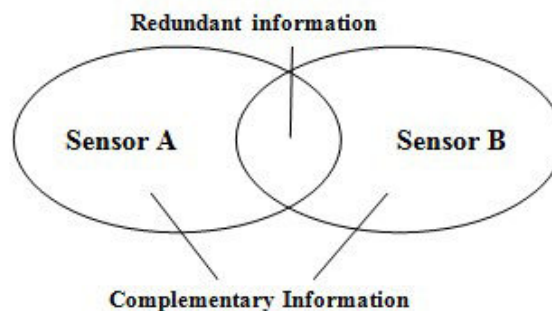 Redundant information
Sensor A
Sensor B
Complementary Information